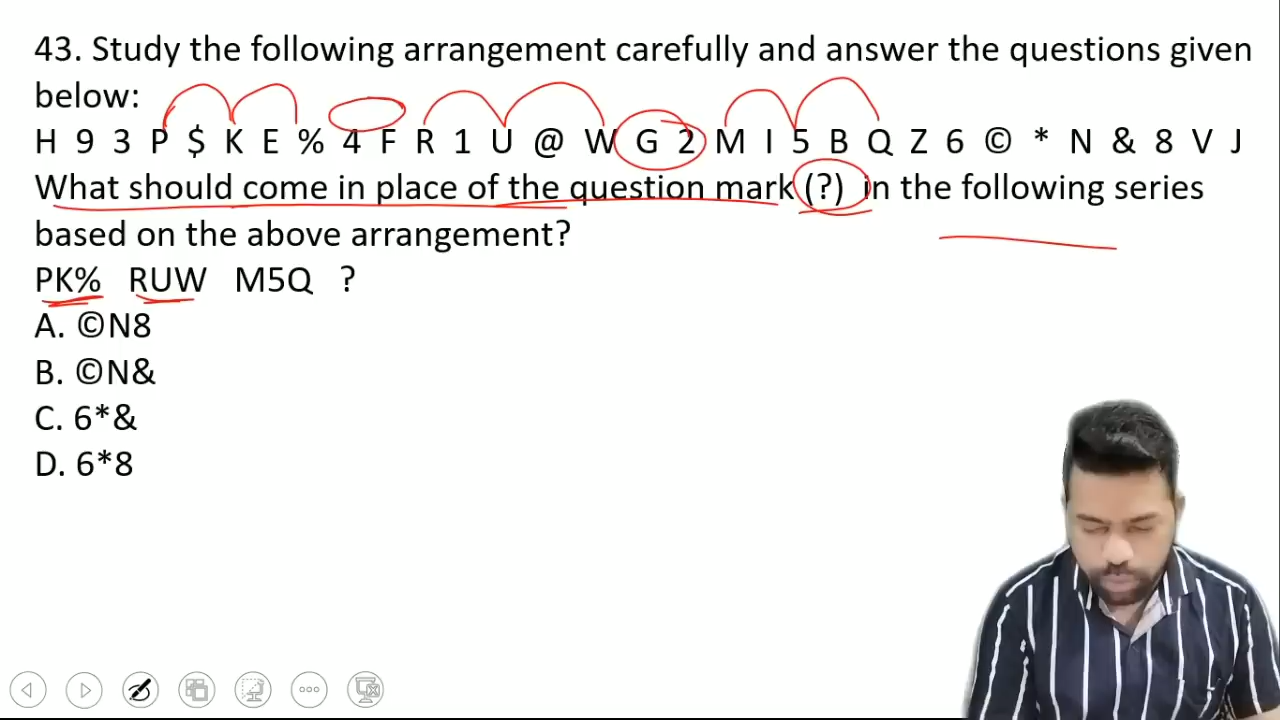 43. Study the following arrangement carefully and answer the questions given
below:
H 9 3 P $ K E % 4 F R 1 U @ W G 2 M I 5 B Q Z 6 © * N & 8 V J
What should come in place of the question mark (?) in the following series
based on the above arrangement?
PK% RUW M5Q ?
A. ©N8
B. ©N&
C. 6*&
D. 6*8